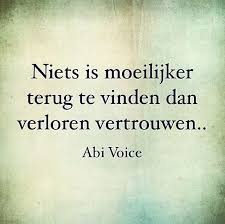 Niets is moeilijker
terug te vinden dan
verloren vertrouwen..
Abi Voice